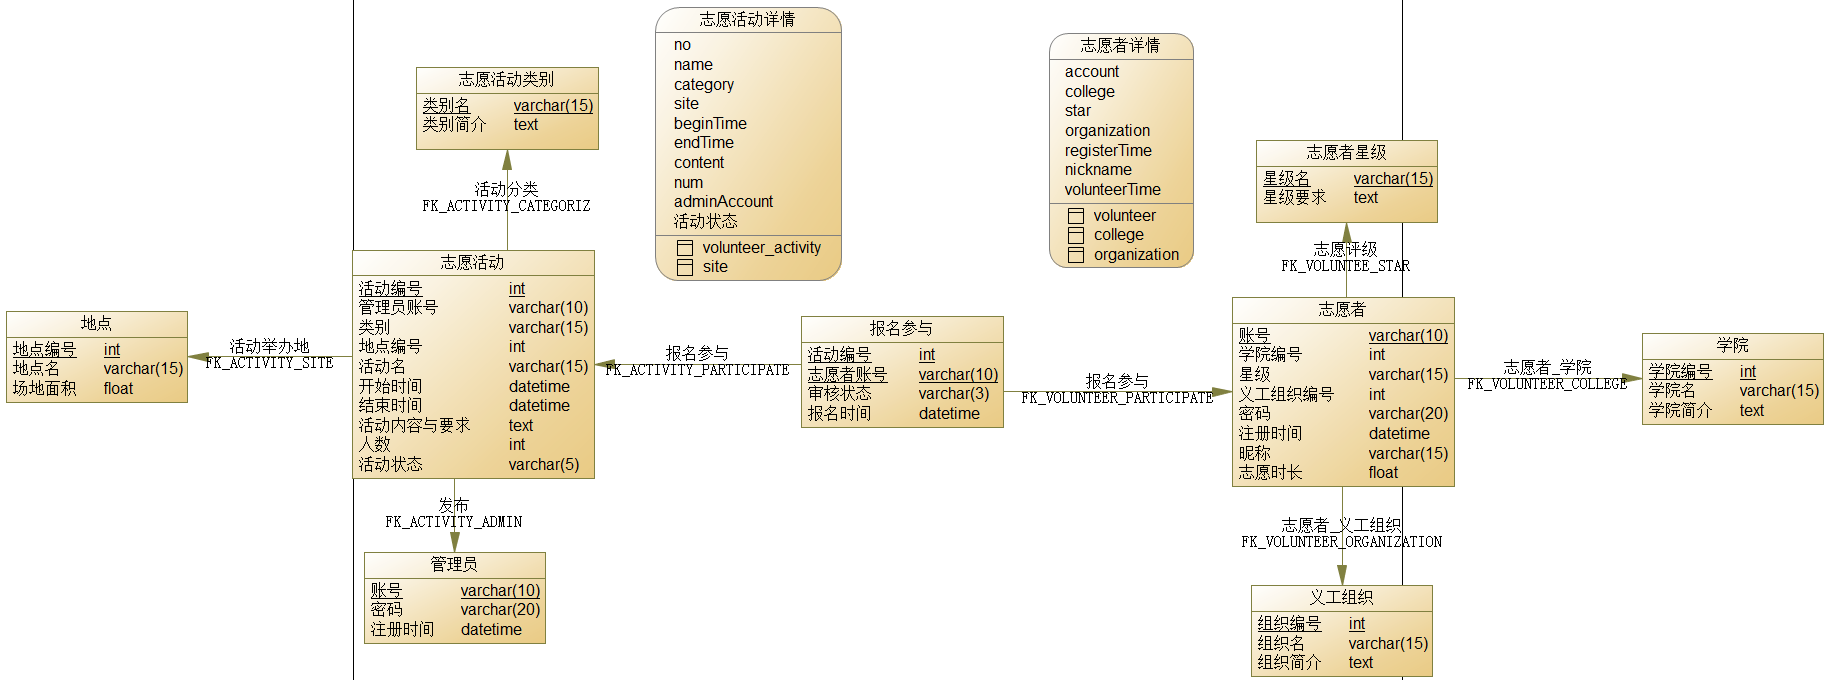 志愿活动详情
no
name
category
site
beginTime
endTime
content
num
adminAccount
活动状态
volunteer_activity
site
志愿者详情
account
college
star
organization
registerTime
nickname
volunteerTime
volunteer
college
organization
志愿活动类别
类别名 varchar(15)
类别简介 text
活动分类
FK_ACTIVITY_CATEGORIZ
志愿者星级
星级名 varchar(15)
星级要求 text
志愿评级
FK_VOLUNTEE_STAR
地点
地点编号 int
地点名 varchar(15)
场地面积 float
活动举办地
FK_ACTIVITY_SITE
志愿活动
活动编号 int
管理员账号 varchar(10)
类别 varchar(15)
地点编号 int
活动名 varchar(15)
开始时间 datetime
结束时间 datetime
活动内容与要求 text
人数 int
活动状态 varchar(5)
报名参与
FK_ACTIVITY_PARTICIPATE
报名参与
活动编号 int
志愿者账号 varchar(10)
审核状态 varchar(3)
报名时间 datetime
报名参与
FK_VOLUNTEER_PARTICIPATE
志愿者
账号 varchar(10)
学院编号 int
星级 varchar(15)
义工组织编号 int
密码 varchar(20)
注册时间 datetime
昵称 varchar(15)
志愿时长 float
志愿者_学院
FK_VOLUNTEER_COLLEGE
学院
学院编号 int
学院名 varchar(15)
学院简介 text
发布
FK_ACTIVITY_ADMIN
管理员
账号 varchar(10)
密码 varchar(20)
注册时间 datetime
志愿者_义工组织
FK_VOLUNTEER_ORGANIZATION
义工组织
组织编号 int
组织名 varchar(15)
组织简介 text